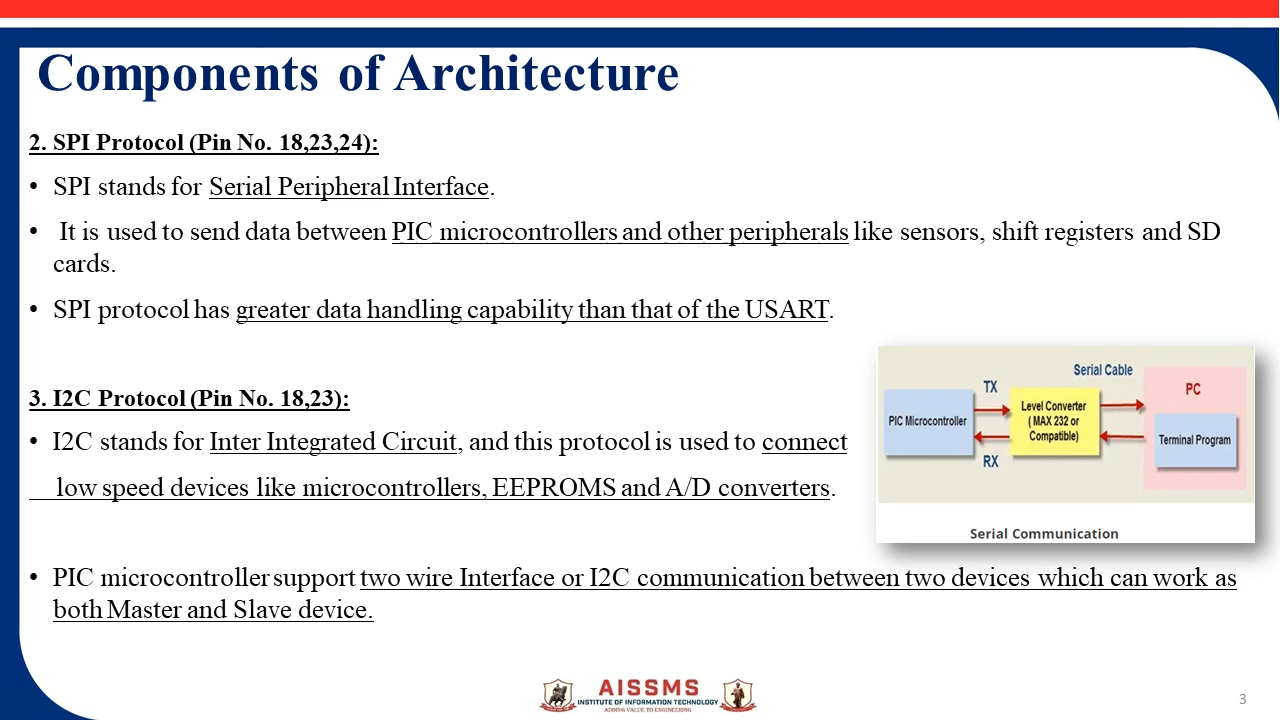 Components of Architecture
2. SPI Protocol (Pin No. 18,23,24):
• SPI stands for Serial Peripheral Interface.
• It is used to send data between PIC microcontrollers and other peripherals like sensors, shift registers and SD
cards.
• SPI protocol has greater data handling capability than that of the USART.
3. I2C Protocol (Pin No. 18,23):
• I2C stands for Inter Integrated Circuit, and this protocol is used to connect
low speed devices like microcontrollers, EEPROMS and A/D converters.
Serial Cable
TX
PC
PIC Microcontroller
Level Converter
( MAX 232 or
Compatible)
Terminal Program
RX
Serial Communication
• PIC microcontroller support two wire Interface or I2C communication between two devices which can work as
both Master and Slave device.
AISSMS
INSTITUTE OF INFORMATION TECHNOLOGY
ADDING VALUE TO ENGINEERING
3